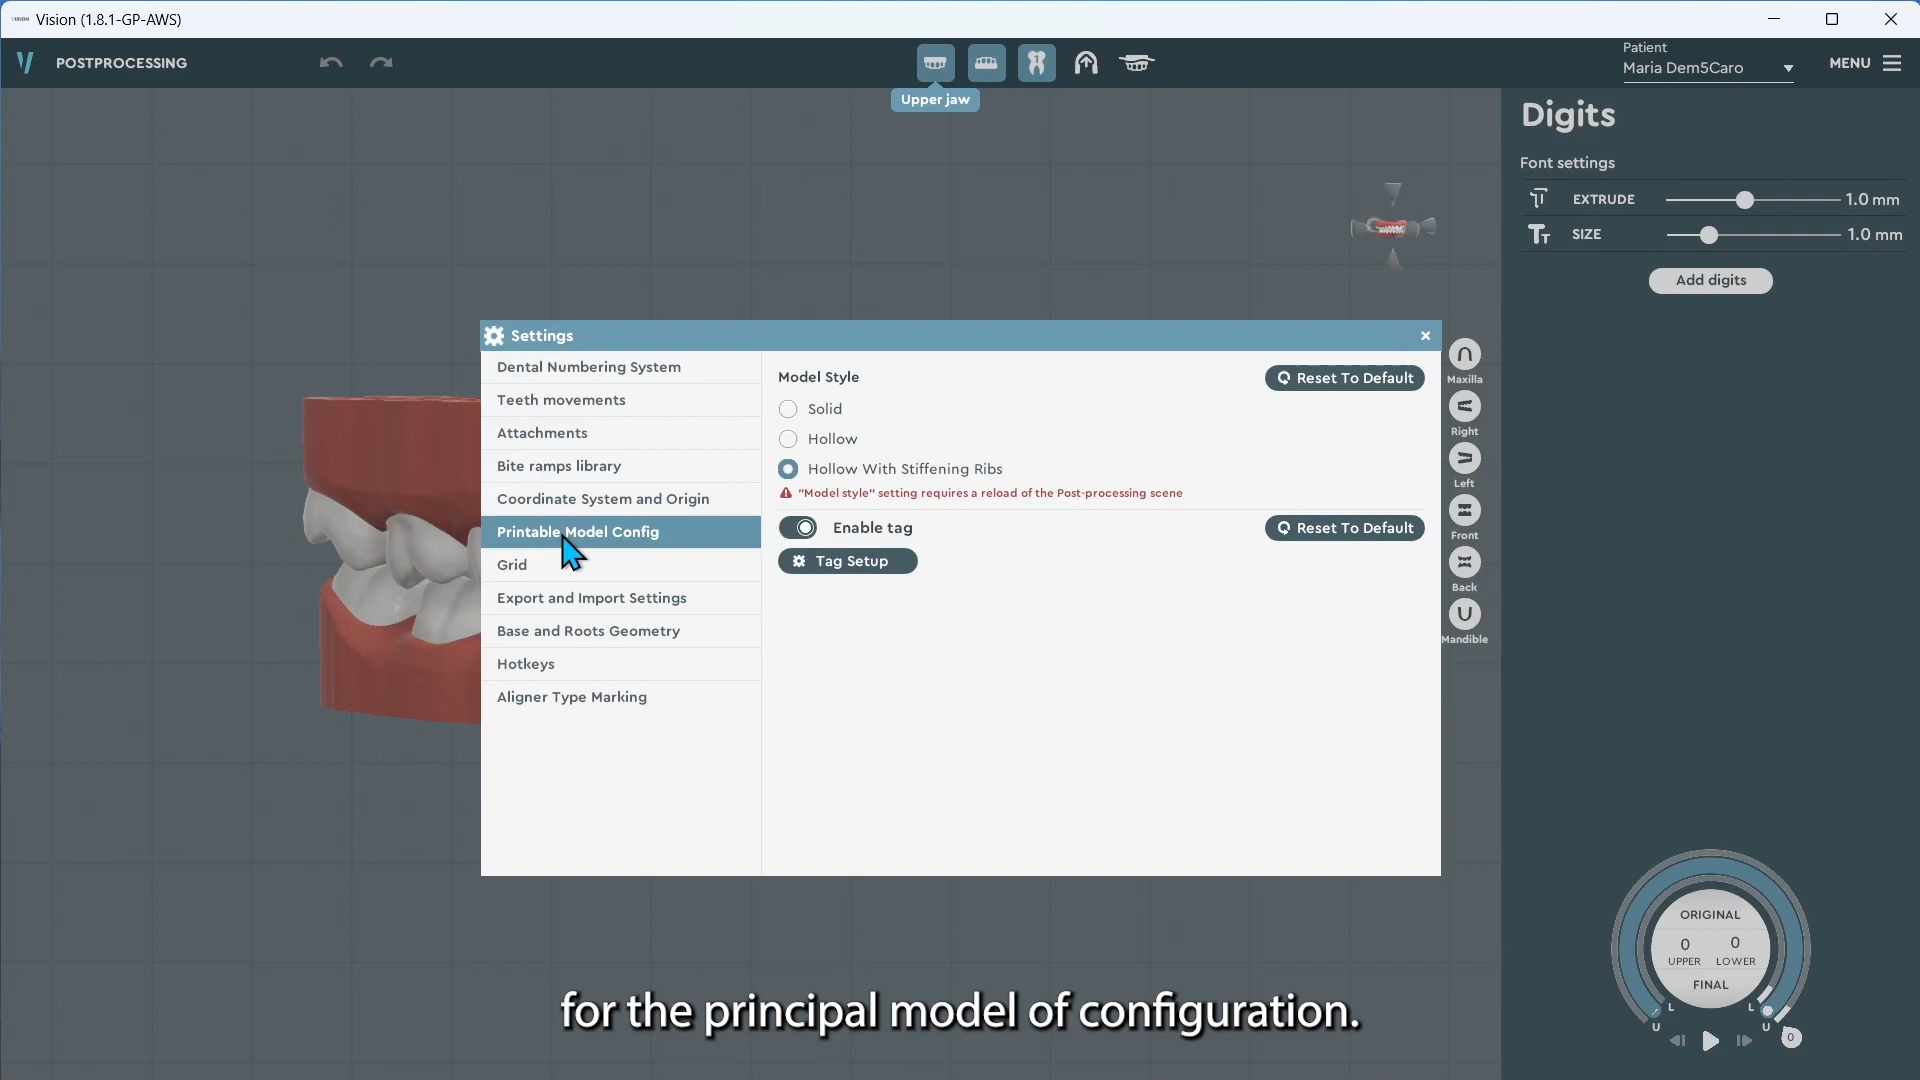 VISION Vision (1.8.1-GP-AWS)
POSTPROCESSING
Patient
Maria Dem5Caro
MENU
Upper jaw
Digits
Font settings
EXTRUDE 1.0 mm
SIZE 1.0 mm
Add digits
Settings
Dental Numbering System
Teeth movements
Attachments
Bite ramps library
Coordinate System and Origin
Printable Model Config
Grid
Export and Import Settings
Base and Roots Geometry
Hotkeys
Aligner Type Marking
Model Style
Reset To Default
Solid
Hollow
Hollow With Stiffening Ribs
"Model style" setting requires a reload of the Post-processing scene
Enable tag
Reset To Default
Tag Setup
Maxilla
Right
Left
Front
Back
Mandible
ORIGINAL
0 0
UPPER LOWER
FINAL
L L
U U
0
for the principal model of configuration.